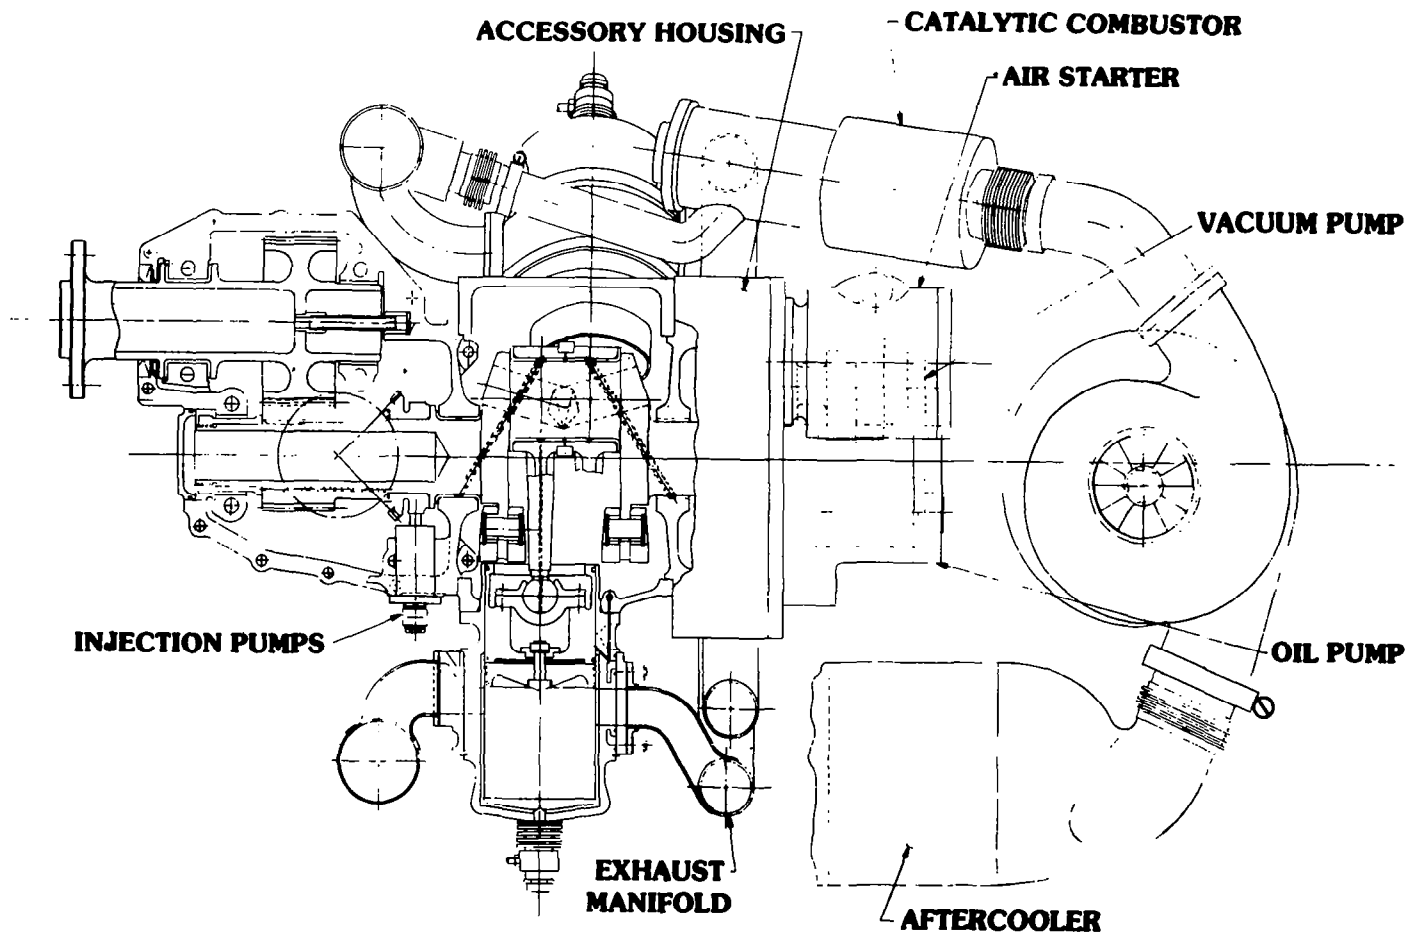 ACCESSORY HOUSING
CATALYTIC COMBUSTOR
AIR STARTER
VACUUM PUMP
INJECTION PUMPS
OIL PUMP
EXHAUST
MANIFOLD
AFTERCOOLER